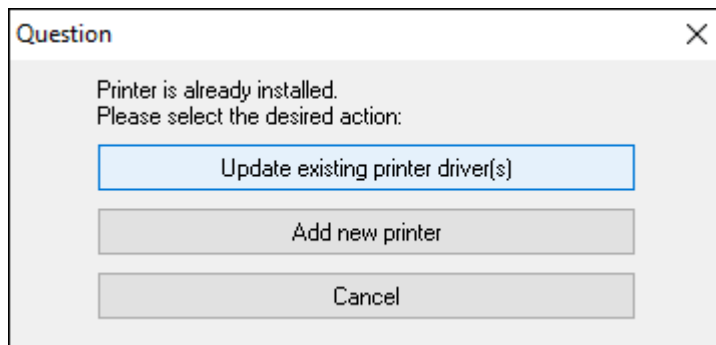 Question
Printer is already installed.
Please select the desired action:
Update existing printer driver(s)
Add new printer
Cancel